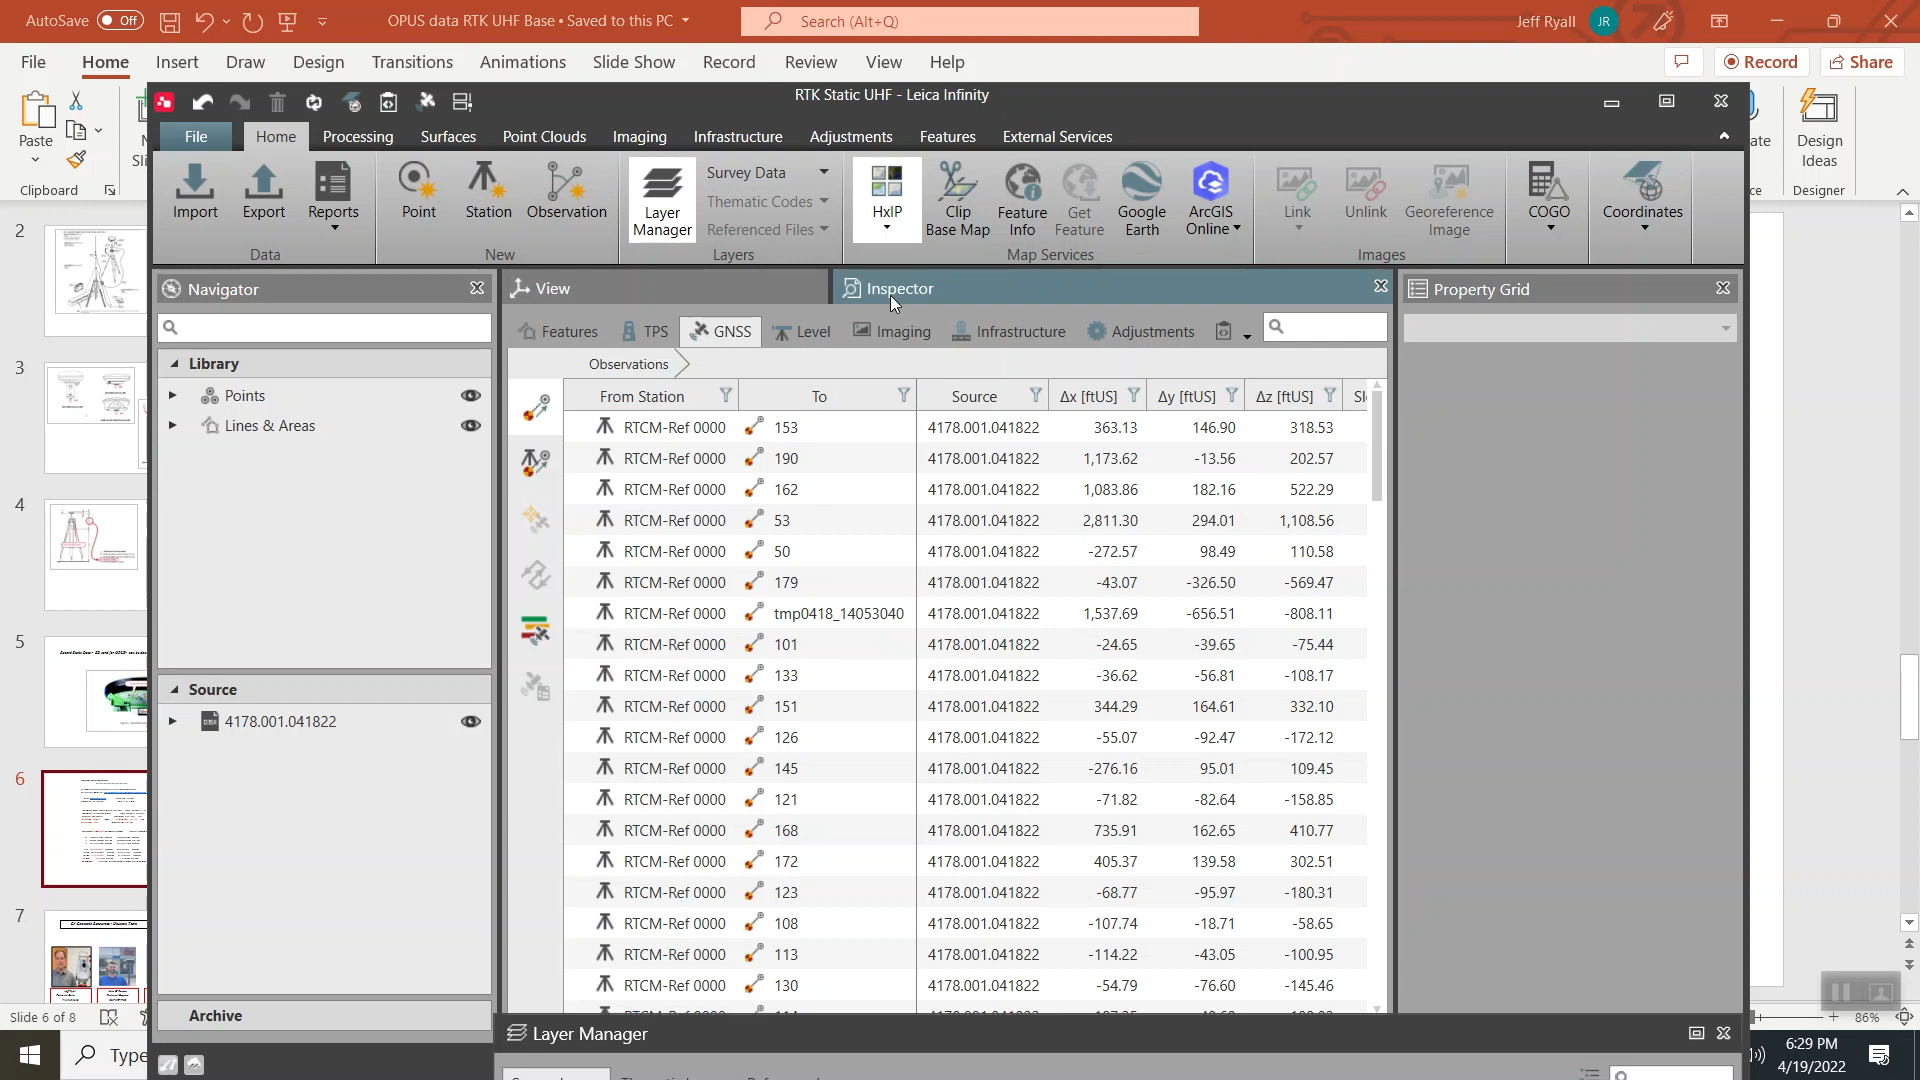 AutoSave Off OPUS data RTK UHF Base • Saved to this PC Search (Alt+Q) Jeff Ryall JR
File Home Insert Draw Design Transitions Animations Slide Show Record Review View Help Record Share
RTK Static UHF - Leica Infinity
File Home Processing Surfaces Point Clouds Imaging Infrastructure Adjustments Features External Services
Paste
Clipboard
Import Export Reports
Data
Point Station Observation
New
Layer Manager
Survey Data
Thematic Codes
Referenced Files
Layers
HxIP Clip Base Map Feature Info Get Feature Google Earth ArcGIS Online
Map Services
Link Unlink Georeference Image
Images
COGO Coordinates
Design Ideas
Designer
Navigator View Inspector Property Grid
Features TPS GNSS Level Imaging Infrastructure Adjustments
Library
Points
Lines & Areas
Source
4178.001.041822
Archive
Observations
From Station To Source Δx [ftUS] Δy [ftUS] Δz [ftUS]
RTCM-Ref 0000 153 4178.001.041822 363.13 146.90 318.53
RTCM-Ref 0000 190 4178.001.041822 1,173.62 -13.56 202.57
RTCM-Ref 0000 162 4178.001.041822 1,083.86 182.16 522.29
RTCM-Ref 0000 53 4178.001.041822 2,811.30 294.01 1,108.56
RTCM-Ref 0000 50 4178.001.041822 -272.57 98.49 110.58
RTCM-Ref 0000 179 4178.001.041822 -43.07 -326.50 -569.47
RTCM-Ref 0000 tmp0418_14053040 4178.001.041822 1,537.69 -656.51 -808.11
RTCM-Ref 0000 101 4178.001.041822 -24.65 -39.65 -75.44
RTCM-Ref 0000 133 4178.001.041822 -36.62 -56.81 -108.17
RTCM-Ref 0000 151 4178.001.041822 344.29 164.61 332.10
RTCM-Ref 0000 126 4178.001.041822 -55.07 -92.47 -172.12
RTCM-Ref 0000 145 4178.001.041822 -276.16 95.01 109.45
RTCM-Ref 0000 121 4178.001.041822 -71.82 -82.64 -158.85
RTCM-Ref 0000 168 4178.001.041822 735.91 162.65 410.77
RTCM-Ref 0000 172 4178.001.041822 405.37 139.58 302.51
RTCM-Ref 0000 123 4178.001.041822 -68.77 -95.97 -180.31
RTCM-Ref 0000 108 4178.001.041822 -107.74 -18.71 -58.65
RTCM-Ref 0000 113 4178.001.041822 -114.22 -43.05 -100.95
RTCM-Ref 0000 130 4178.001.041822 -54.79 -76.60 -145.46
Layer Manager
2
3
4
5
6
7
Slide 6 of 8
86%
Type
6:29 PM
4/19/2022